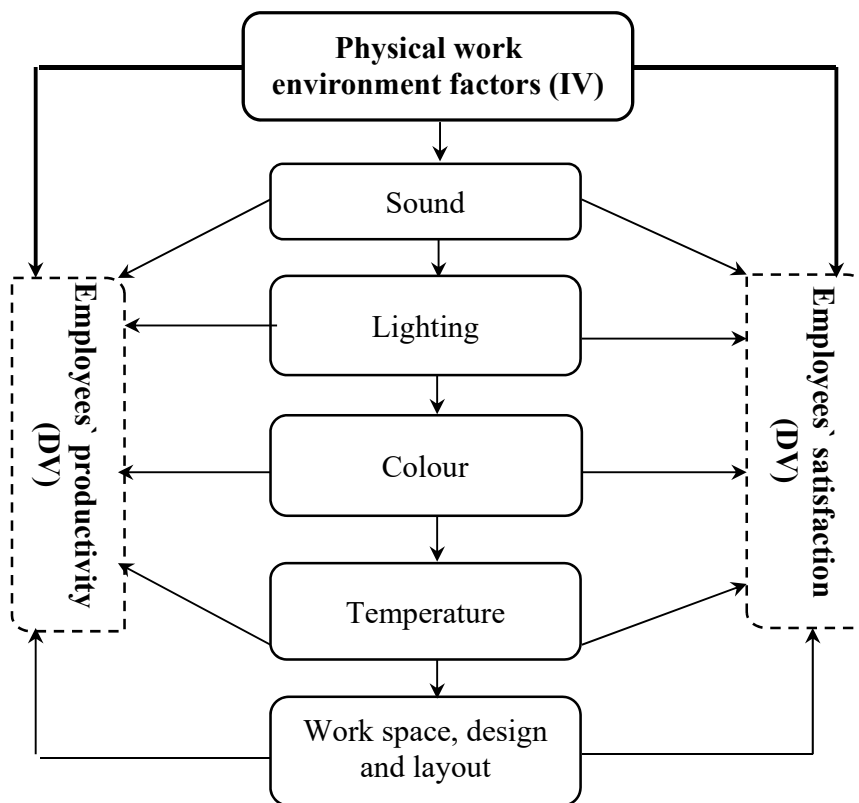 Physical work
environment factors (IV)
Sound
Lighting
Colour
Temperature
Work space, design
and layout
Employees` productivity
(DV)
Employees` satisfaction
(DV)